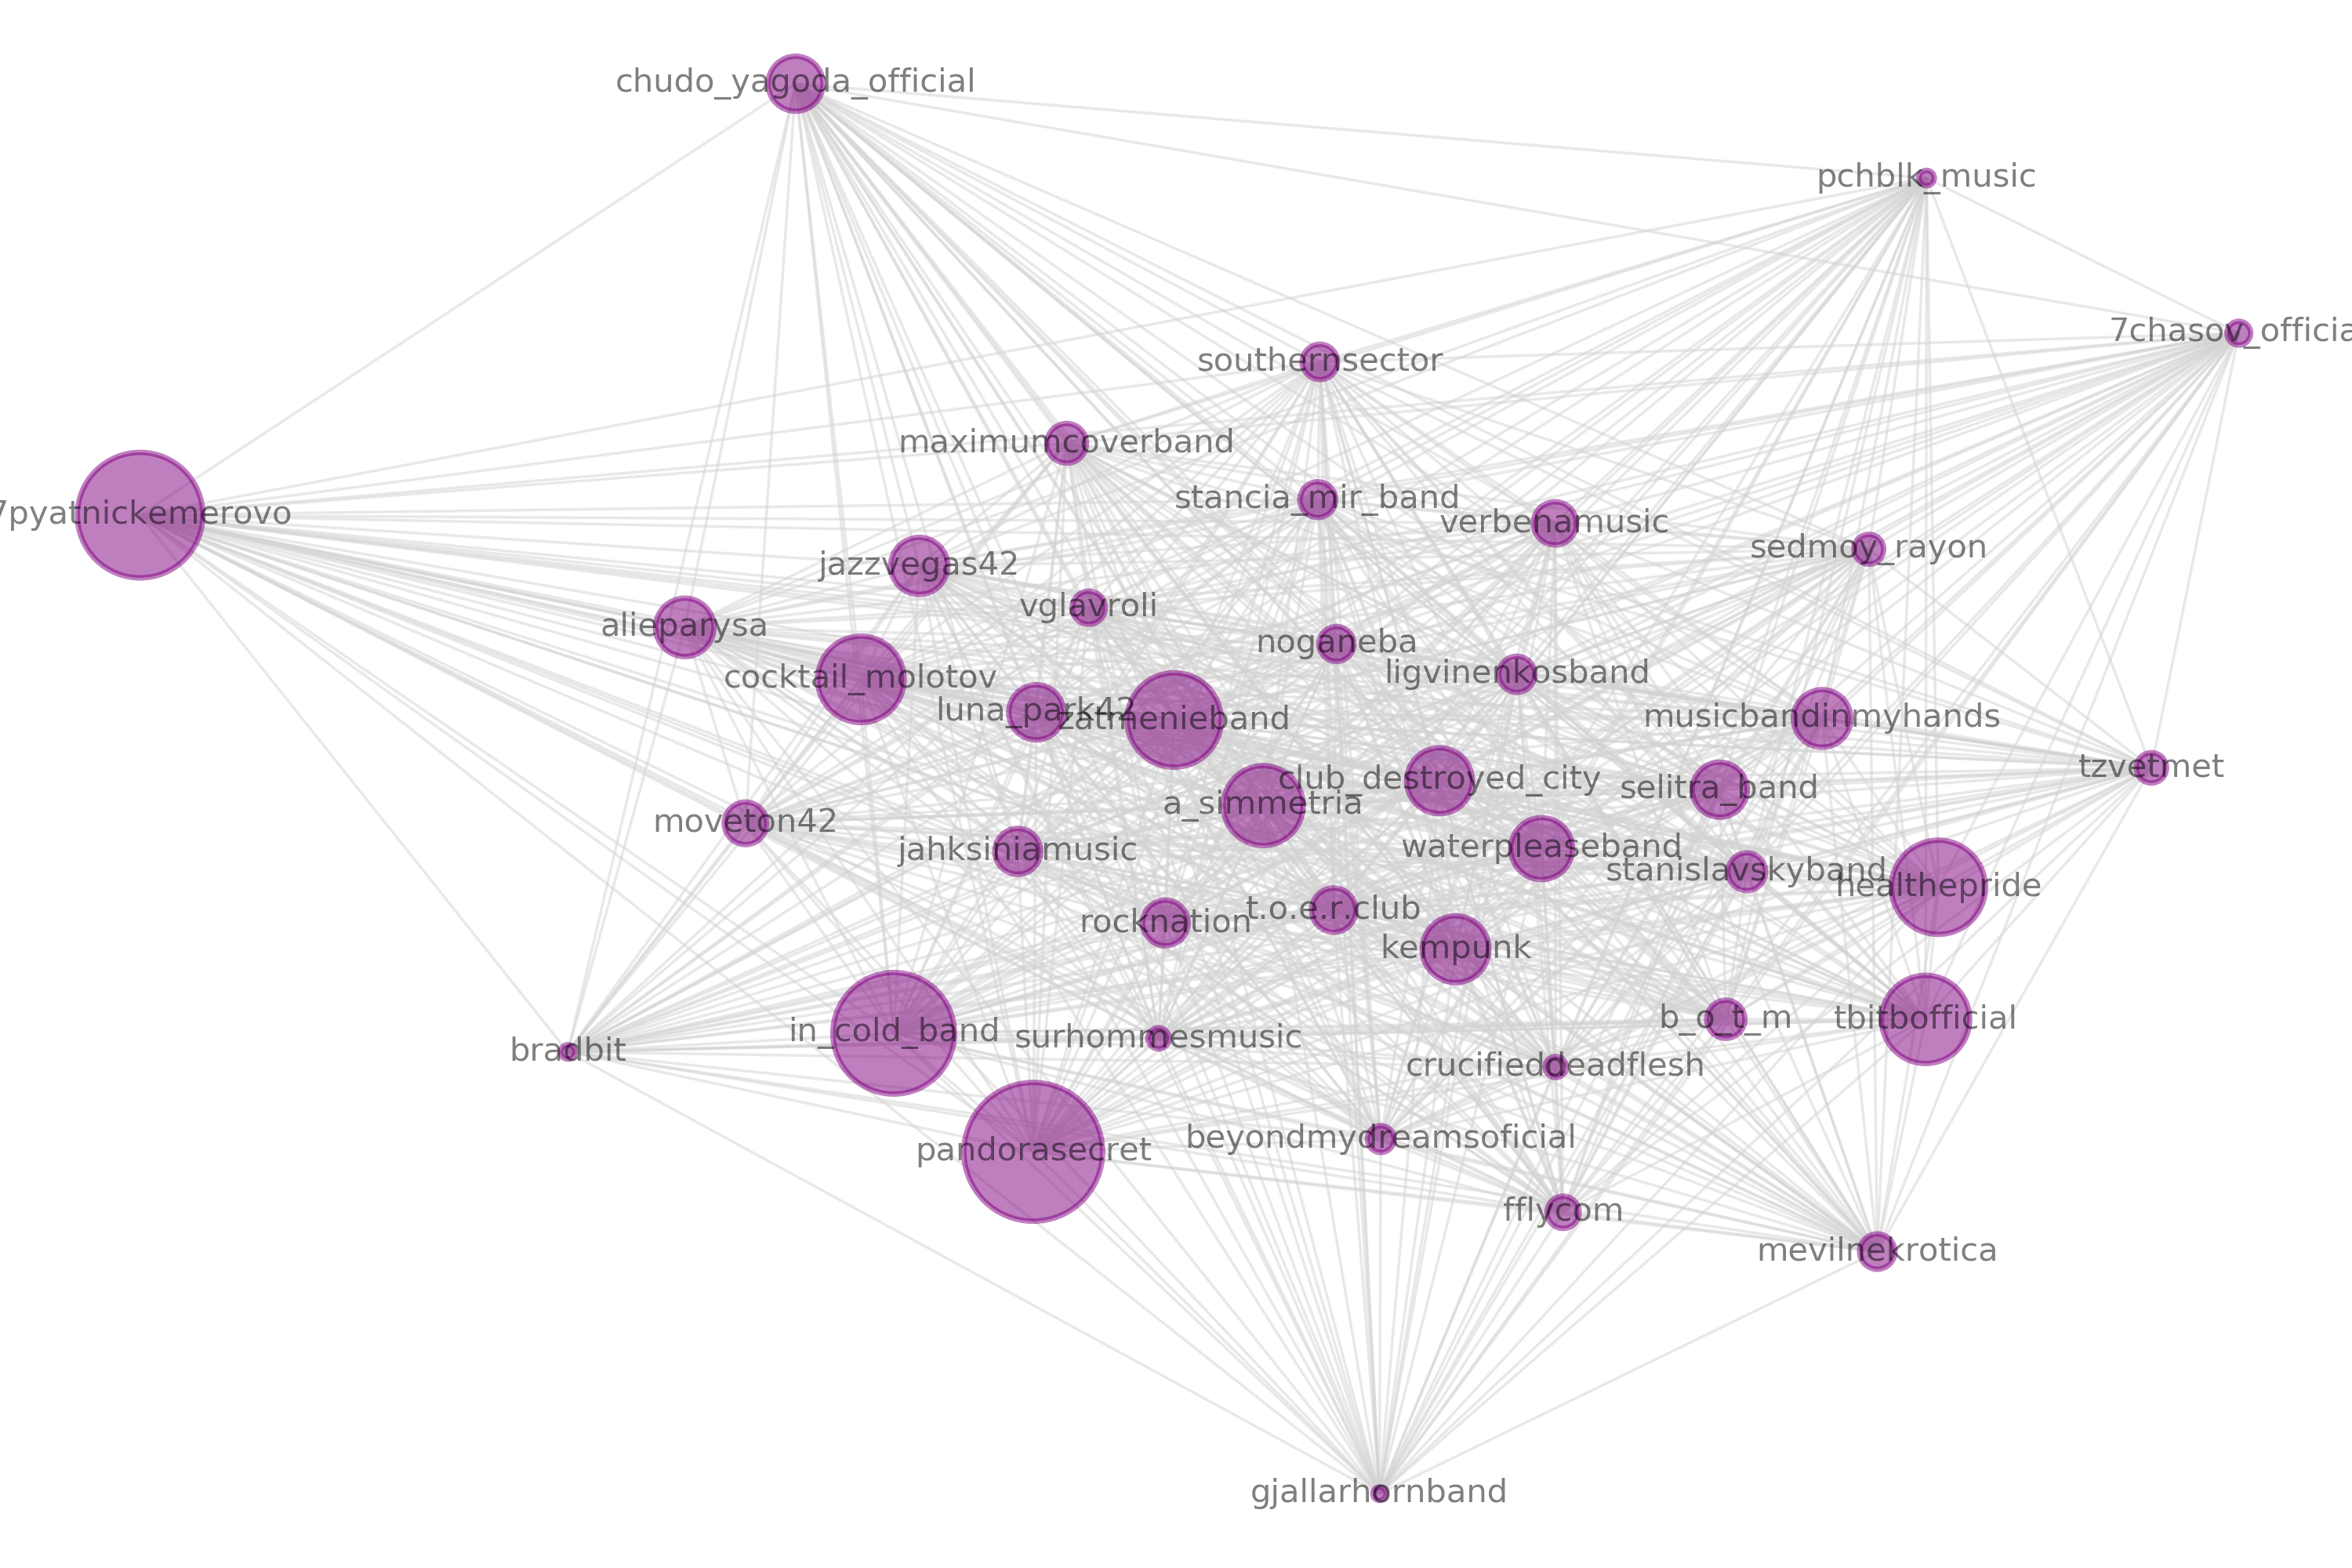 chudo_yagoda_official
pchblk_music
7chasov_officia
southernsector
maximumcoverband
stancia_mir_band
7pyatnickemerovo
verbenamusic
sedmoy_rayon
jazzvegas42
vglavroli
alieparysa
noganeba
ligvinenkosband
cocktail_molotov
luna_park42
zatmenieband
musicbandinmyhands
tzvetmet
club_destroyed_city
selitra_band
a_simmetria
moveton42
jahksiniamusic
waterpleaseband
stanislavskyband
healthepride
t.o.e.r.club
rocknation
kempunk
b_o_t_m
tbitbofficial
in_cold_band
surhommesmusic
bradbit
crucifieddeadflesh
beyondmydreamsoficial
pandorasecret
fflycom
mevilnekrotica
gjallarhornband